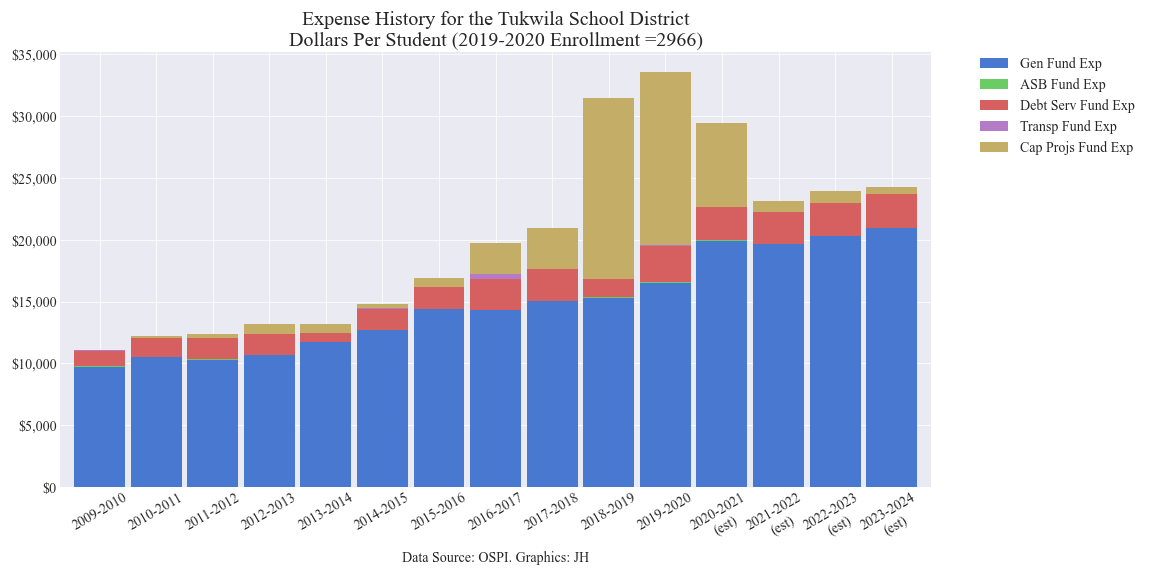 Expense History for the Tukwila School District
Dollars Per Student (2019-2020 Enrollment =2966)
$35,000
$30,000
$25,000
$20,000
$15,000
$10,000
$5,000
$0
2009-2010
2010-2011
2011-2012
2012-2013
2013-2014
2014-2015
2015-2016
2016-2017
2017-2018
2018-2019
2019-2020
2020-2021
(est)
2021-2022
(est)
2022-2023
(est)
2023-2024
(est)
Data Source: OSPI. Graphics: JH
Gen Fund Exp
ASB Fund Exp
Debt Serv Fund Exp
Transp Fund Exp
Cap Projs Fund Exp